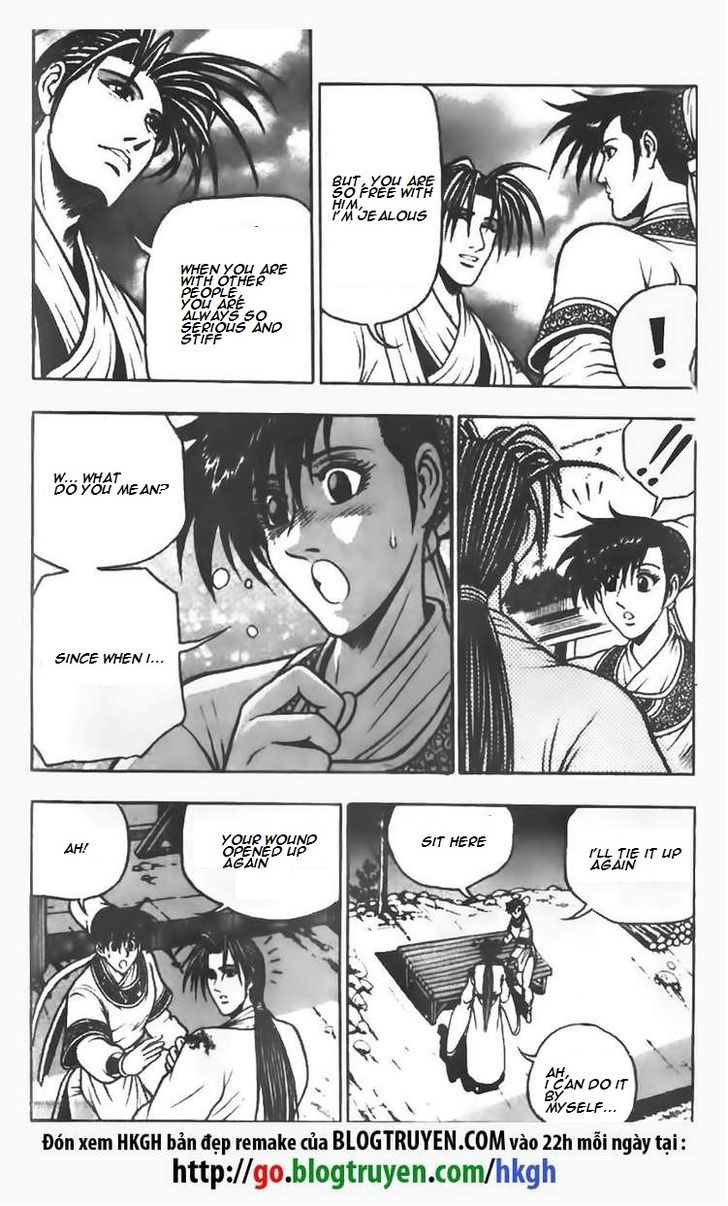 WHEN YOU ARE
WITH OTHER
PEOPLE,
YOU ARE
ALWAYS SO
SERIOUS AND
STIFF
BUT, YOU ARE
SO FREE WITH
HIM,
I'M JEALOUS
!
W... WHAT
DO YOU MEAN?
SINCE WHEN I...
!!
AH!
YOUR WOUND
OPENED UP
AGAIN
SIT HERE
I'LL TIE IT UP
AGAIN
AH,
I CAN DO IT
BY
MYSELF...
Đón xem HKGH bản đẹp remake của BLOGTRUYEN.COM vào 22h mỗi ngày tại :
http://go.blogtruyen.com/hkgh